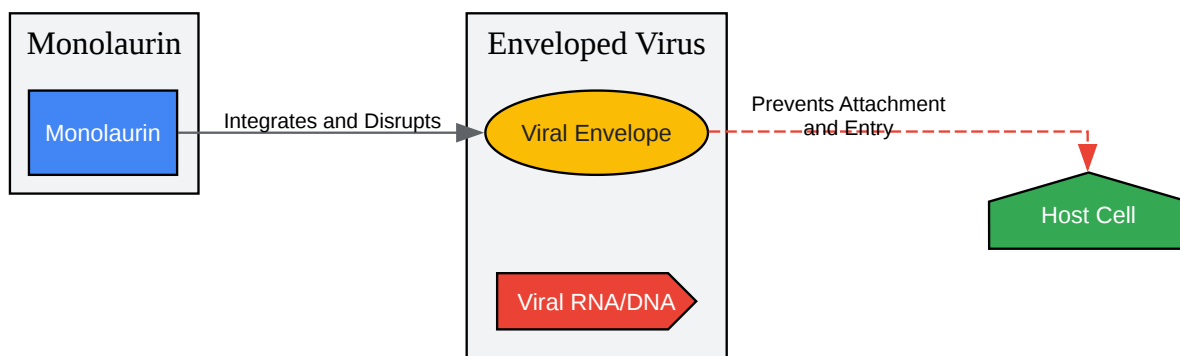 Monolaurin
Monolaurin
Integrates and Disrupts
Enveloped Virus
Viral Envelope
Viral RNA/DNA
Prevents Attachment
and Entry
Host Cell